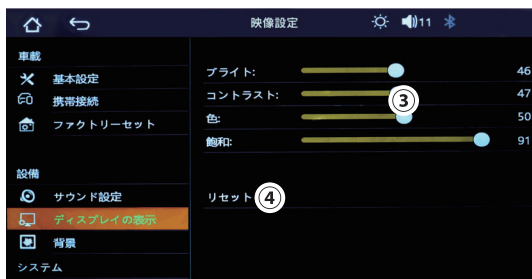 映像設定
11
車載
基本設定
携帯接続
ファクトリーセット
設備
サウンド設定
ディスプレイの表示
背景
システム
ブライト: 46
コントラスト: 47
③
色: 50
飽和: 91
リセット ④